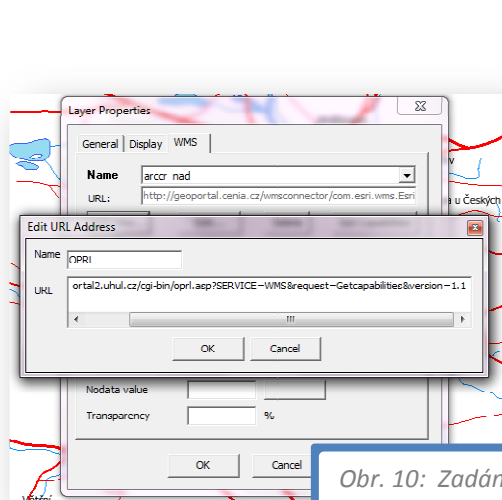 Layer Properties
General Display WMS
Name arccr_nad
URL: http://geoportal.cenia.cz/wmsconnector/com.esri.wms.Esri
a u Českých
Edit URL Address
Name OPRL
URL ortal2.uhul.cz/cgi-bin/oprl.asp?SERVICE=WMS&request=Getcapabilities&version=1.1
OK Cancel
Nodata value
Transparency %
OK Cancel
Obr. 10: Zadán